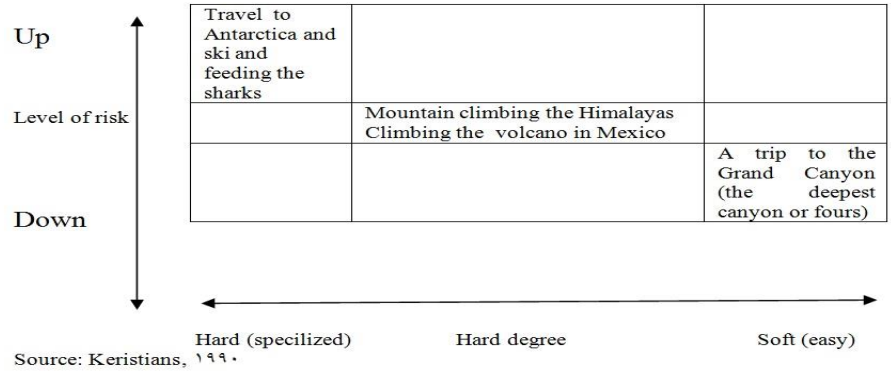 Up
Travel to
Antarctica and
ski and
feeding the
sharks
Level of risk
Mountain climbing the Himalayas
Climbing the volcano in Mexico
A trip to the
Grand Canyon
(the deepest
canyon or fours)
Down
Hard (specilized)
Hard degree
Soft (easy)
Source: Keristians, ١٩٩٠